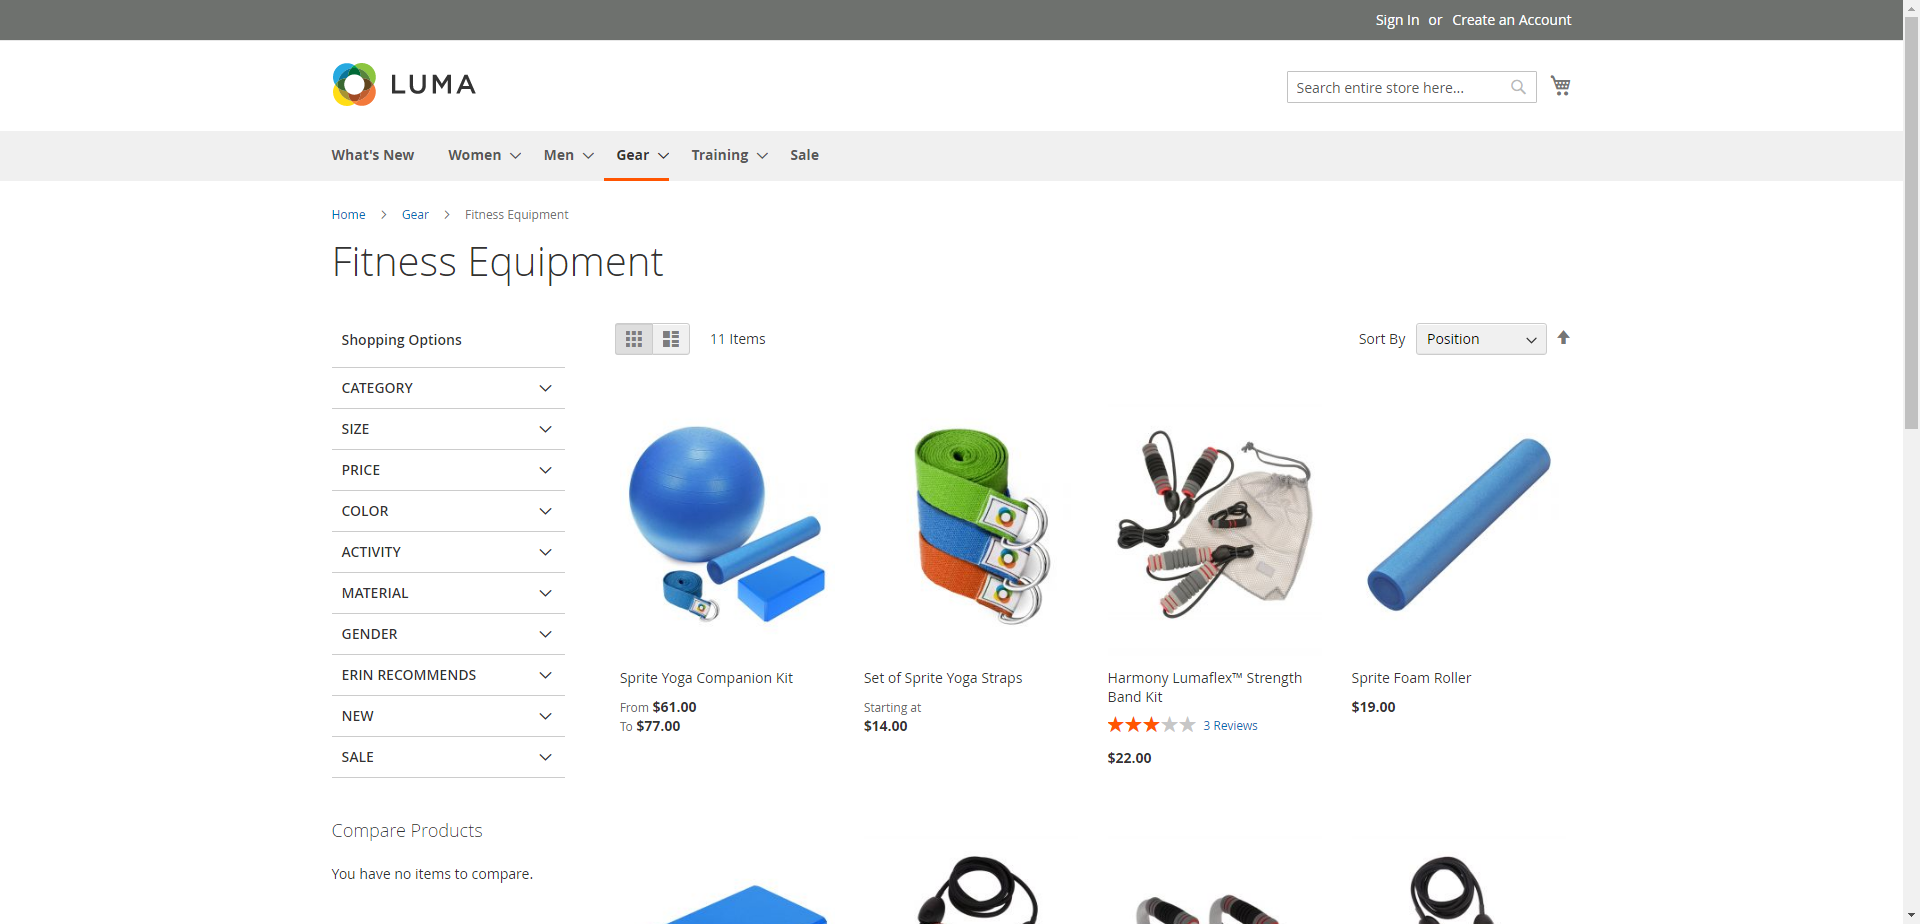 Sign In or Create an Account
LUMA
Search entire store here...
What's New Women Men Gear Training Sale
Home Gear Fitness Equipment
Fitness Equipment
Shopping Options
CATEGORY
SIZE
PRICE
COLOR
ACTIVITY
MATERIAL
GENDER
ERIN RECOMMENDS
NEW
SALE
Compare Products
You have no items to compare.
11 Items
Sort By Position
Sprite Yoga Companion Kit
From $61.00
To $77.00
Set of Sprite Yoga Straps
Starting at
$14.00
Harmony Lumaflex™ Strength
Band Kit
3 Reviews
$22.00
Sprite Foam Roller
$19.00